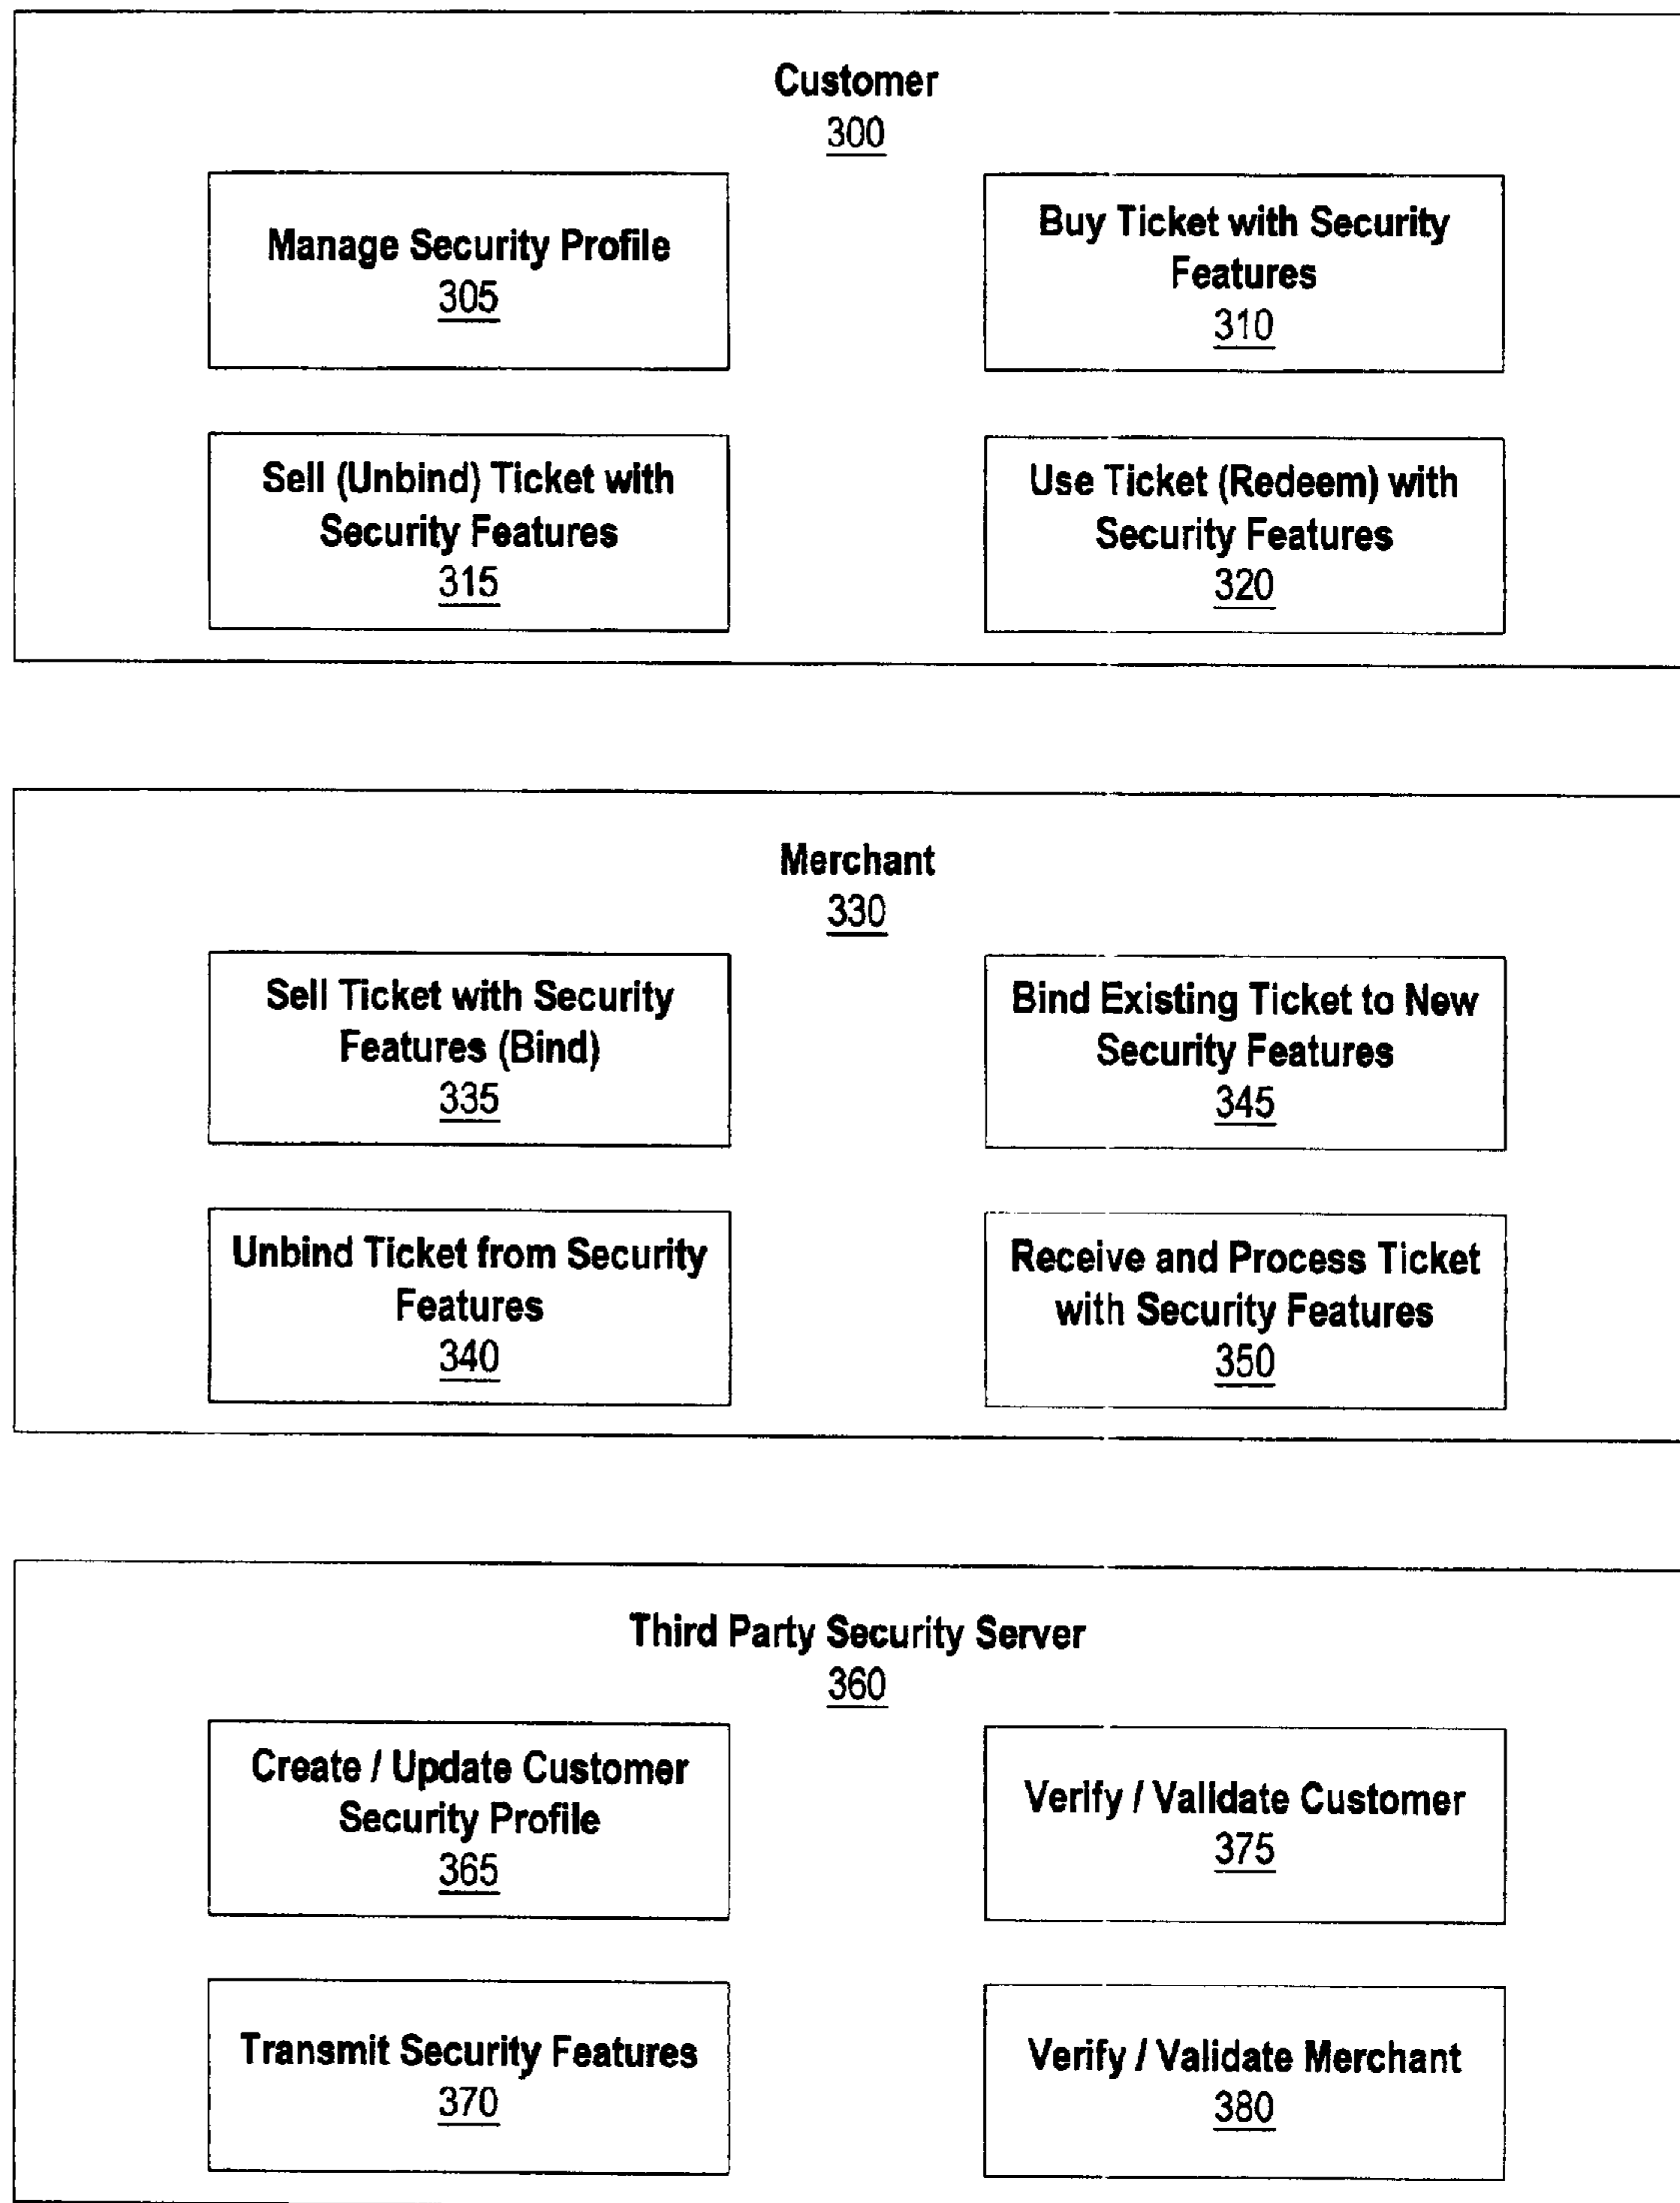 Customer
300
Manage Security Profile
305
Buy Ticket with Security
Features
310
Sell (Unbind) Ticket with
Security Features
315
Use Ticket (Redeem) with
Security Features
320
Merchant
330
Sell Ticket with Security
Features (Bind)
335
Bind Existing Ticket to New
Security Features
345
Unbind Ticket from Security
Features
340
Receive and Process Ticket
with Security Features
350
Third Party Security Server
360
Create / Update Customer
Security Profile
365
Verify / Validate Customer
375
Transmit Security Features
370
Verify / Validate Merchant
380